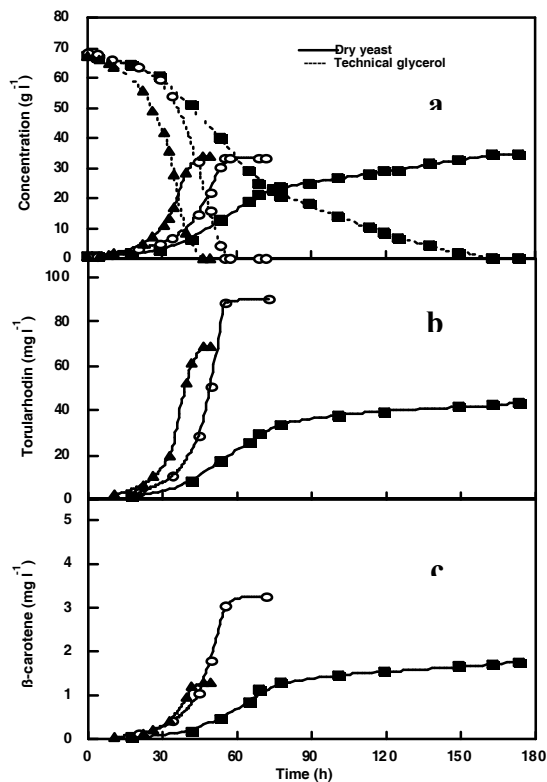 80
70
60
50
40
30
20
10
0
Concentration (g l⁻¹)
Dry yeast
Technical glycerol
a
100
80
60
40
20
0
Torularhodin (mg l⁻¹)
b
5
4
3
2
1
0
ß-carotene (mg l⁻¹)
c
0 30 60 90 120 150 180
Time (h)